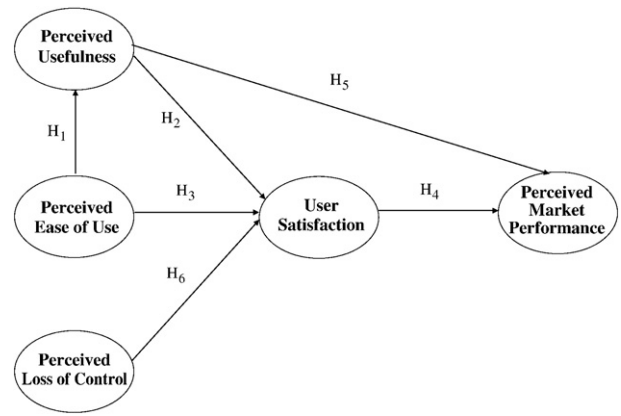 Perceived
Usefulness
H5
H1
H2
Perceived
Ease of Use
H3
User
Satisfaction
H4
Perceived
Market
Performance
H6
Perceived
Loss of Control